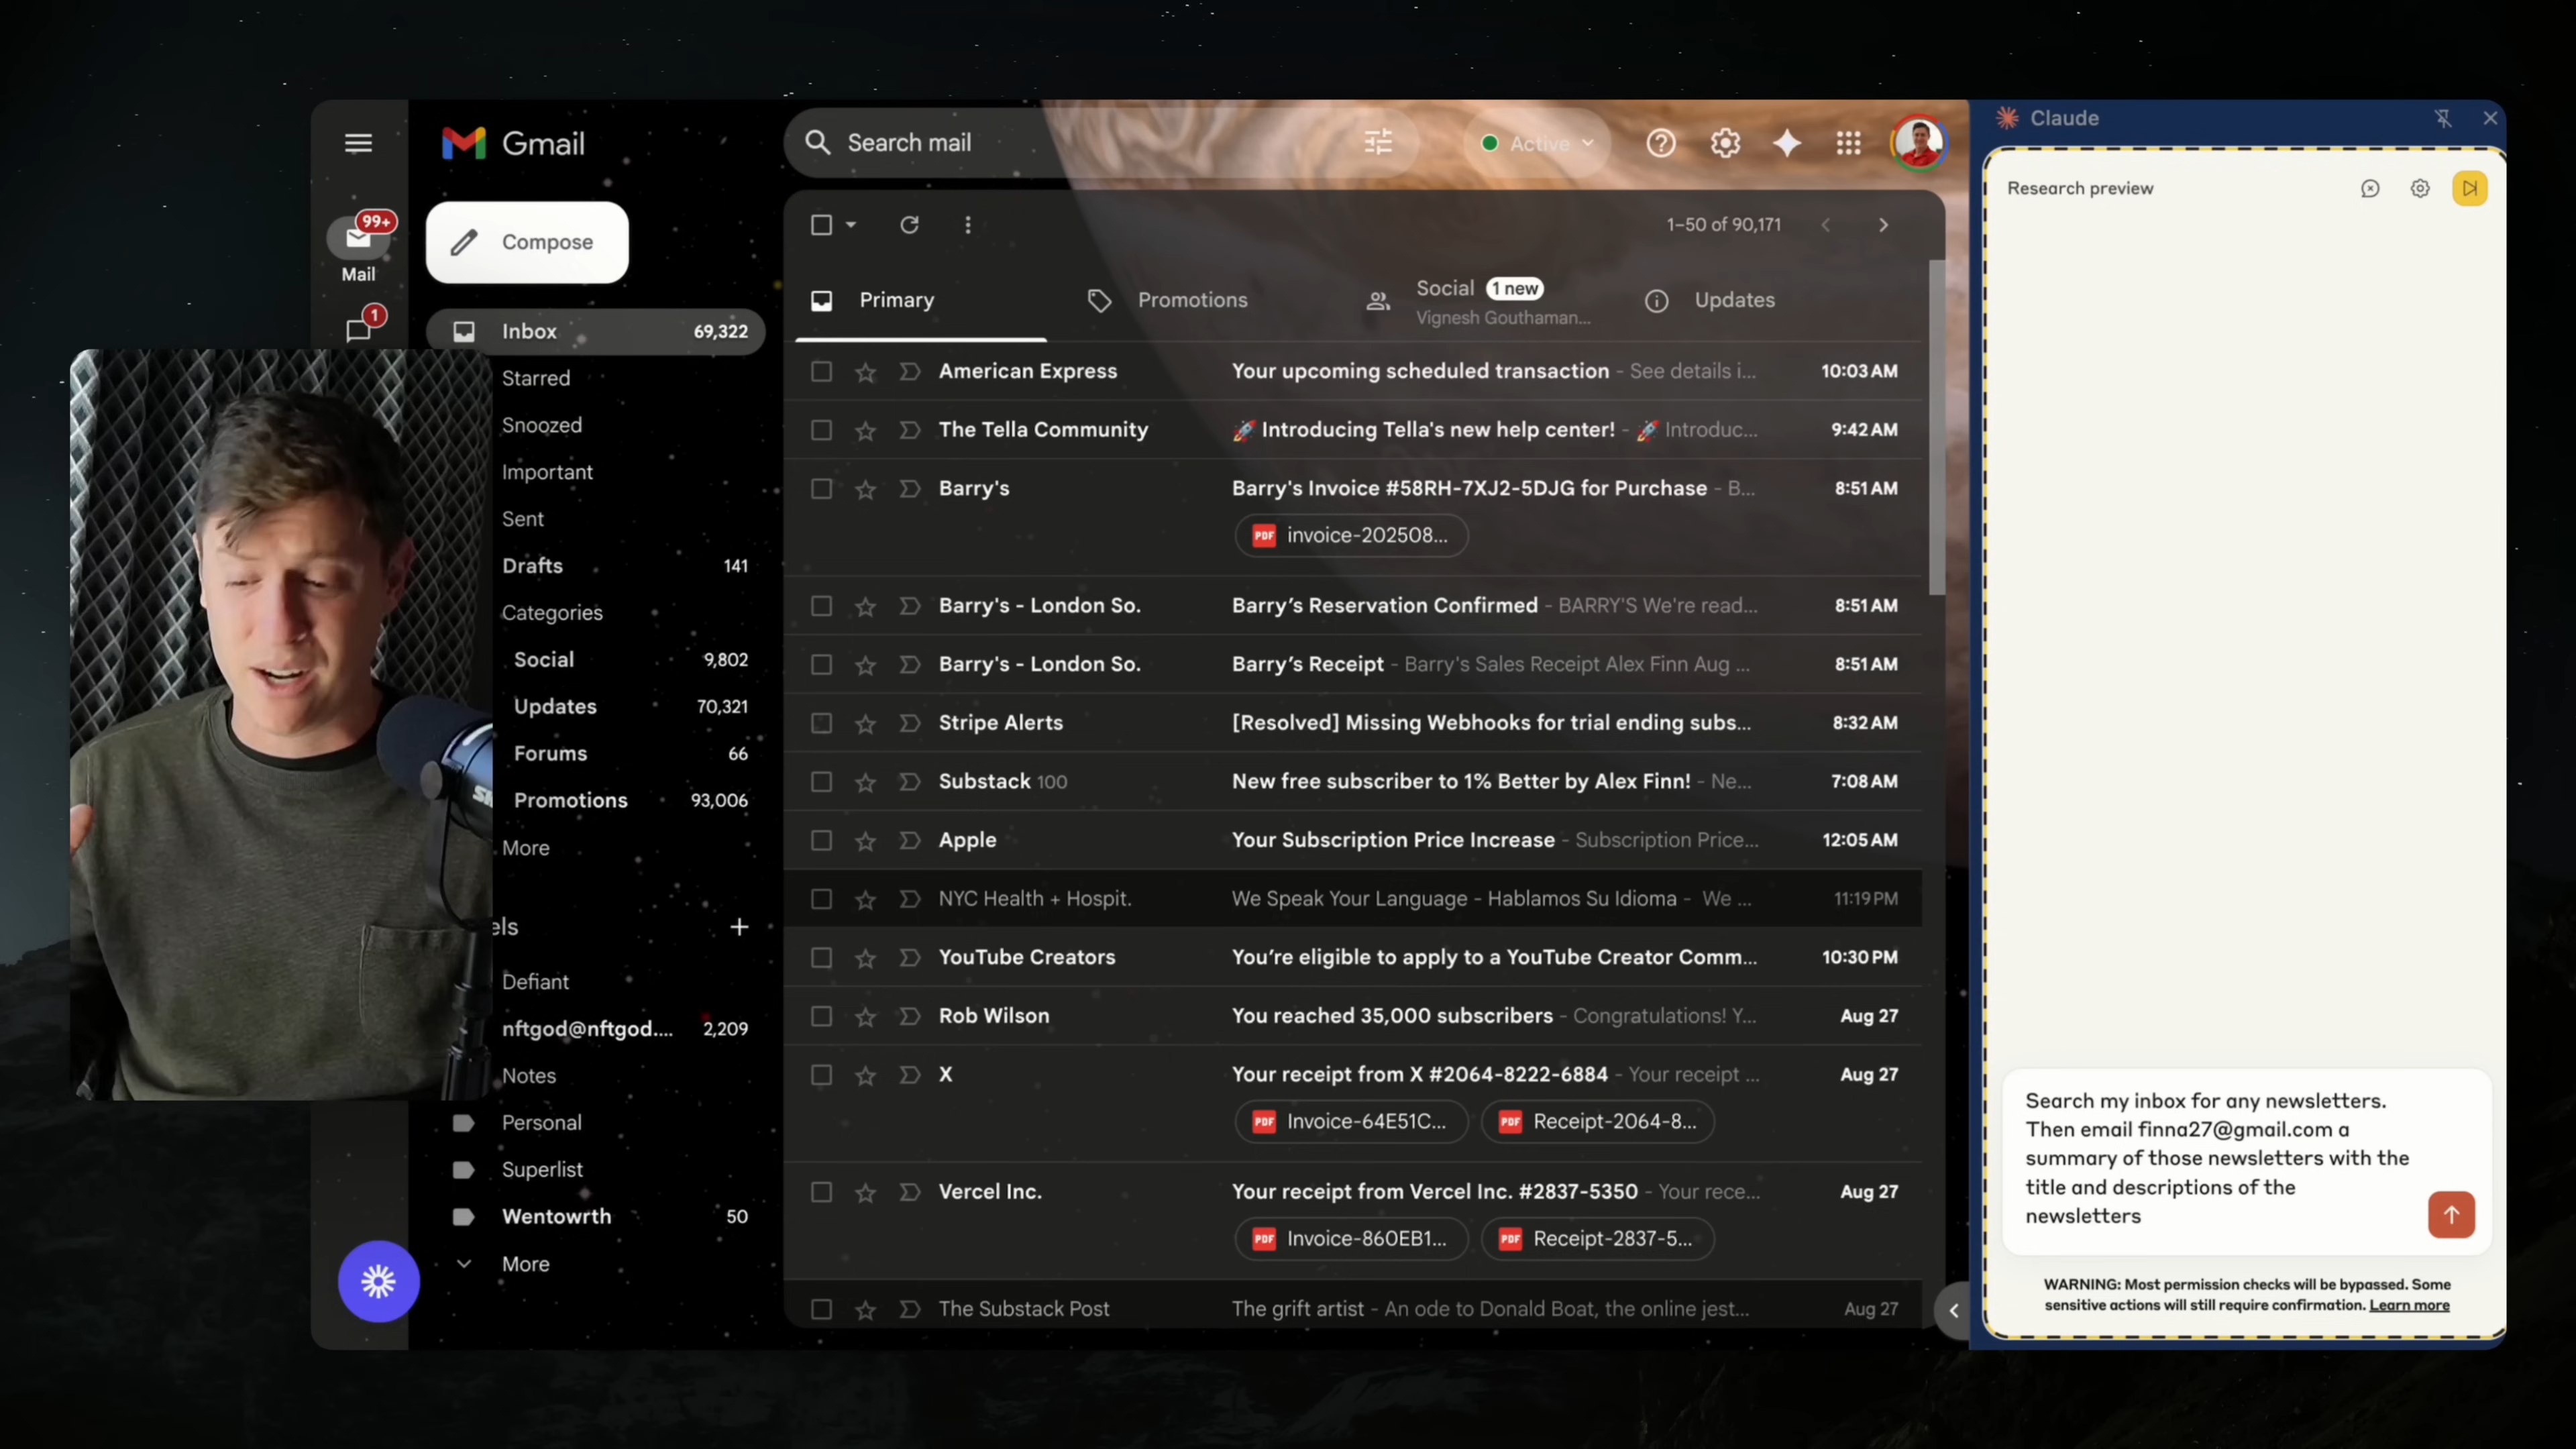 Gmail
Search mail
Active
Claude
99+
Mail
1
Compose
1–50 of 90,171
Research preview
Primary
Promotions
Social 1 new
Vignesh Gouthaman...
Updates
Inbox 69,322
Starred
Snoozed
Important
Sent
Drafts 141
Categories
Social 9,802
Updates 70,321
Forums 66
Promotions 93,006
More
els
Defiant
nftgod@nftgod.... 2,209
Notes
Personal
Superlist
Wentowrth 50
More
American Express Your upcoming scheduled transaction - See details i... 10:03 AM
The Tella Community 🚀 Introducing Tella's new help center! - 🚀 Introduc... 9:42 AM
Barry's Barry's Invoice #58RH-7XJ2-5DJG for Purchase - B... 8:51 AM
PDF invoice-202508...
Barry's - London So. Barry's Reservation Confirmed - BARRY'S We're read... 8:51 AM
Barry's - London So. Barry's Receipt - Barry's Sales Receipt Alex Finn Aug ... 8:51 AM
Stripe Alerts [Resolved] Missing Webhooks for trial ending subs... 8:32 AM
Substack 100 New free subscriber to 1% Better by Alex Finn! - Ne... 7:08 AM
Apple Your Subscription Price Increase - Subscription Price... 12:05 AM
NYC Health + Hospit. We Speak Your Language - Hablamos Su Idioma - We ... 11:19 PM
YouTube Creators You're eligible to apply to a YouTube Creator Comm... 10:30 PM
Rob Wilson You reached 35,000 subscribers - Congratulations! Y... Aug 27
X Your receipt from X #2064-8222-6884 - Your receipt ... Aug 27
PDF Invoice-64E51C... PDF Receipt-2064-8...
Vercel Inc. Your receipt from Vercel Inc. #2837-5350 - Your rece... Aug 27
PDF Invoice-860EB1... PDF Receipt-2837-5...
The Substack Post The grift artist - An ode to Donald Boat, the online jest... Aug 27
Search my inbox for any newsletters.
Then email finna27@gmail.com a
summary of those newsletters with the
title and descriptions of the
newsletters
WARNING: Most permission checks will be bypassed. Some
sensitive actions will still require confirmation. Learn more